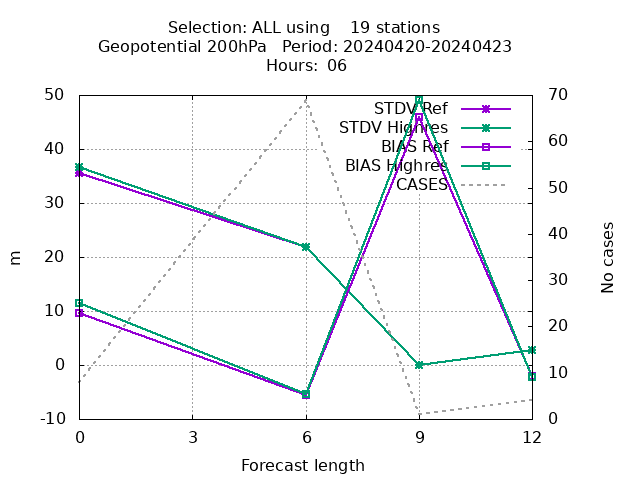 Selection: ALL using 19 stations
Geopotential 200hPa Period: 20240420-20240423
Hours: 06
50
40
30
20
10
0
-10
m
70
60
50
40
30
20
10
0
No cases
STDV Ref
STDV Highres
BIAS Ref
BIAS Highres
CASES
0 3 6 9 12
Forecast length